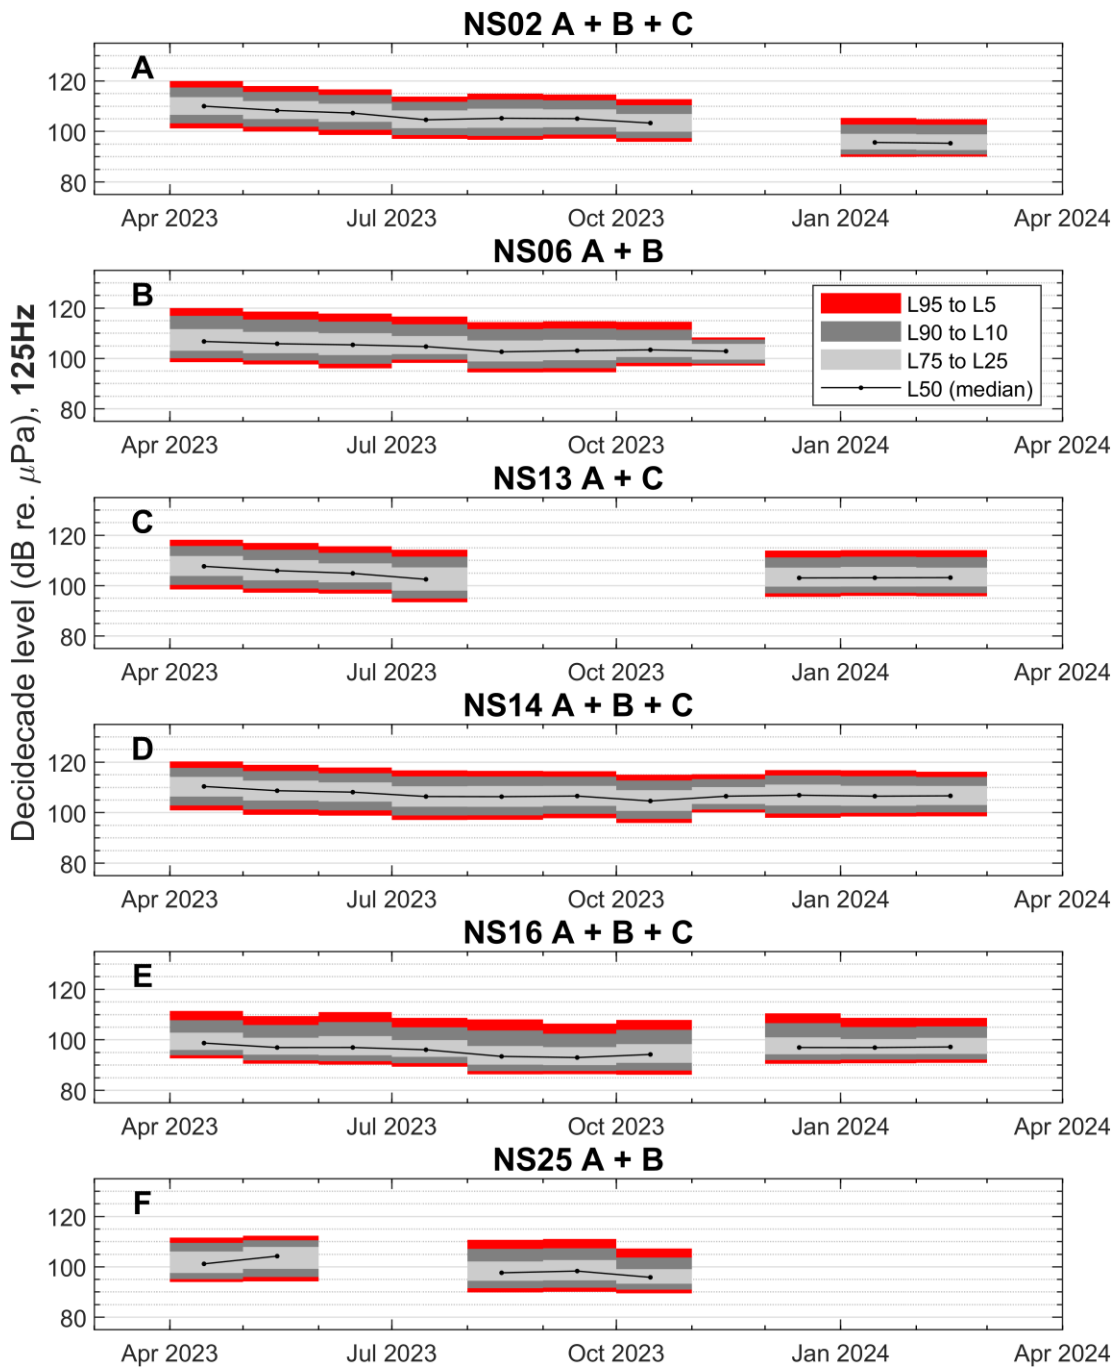 NS02 A + B + C
A
120
100
80
Apr 2023 Jul 2023 Oct 2023 Jan 2024 Apr 2024
NS06 A + B
B
120
100
80
L95 to L5
L90 to L10
L75 to L25
L50 (median)
Apr 2023 Jul 2023 Oct 2023 Jan 2024 Apr 2024
NS13 A + C
C
120
100
80
Apr 2023 Jul 2023 Oct 2023 Jan 2024 Apr 2024
Decidecade level (dB re. μPa), 125Hz
NS14 A + B + C
D
120
100
80
Apr 2023 Jul 2023 Oct 2023 Jan 2024 Apr 2024
NS16 A + B + C
E
120
100
80
Apr 2023 Jul 2023 Oct 2023 Jan 2024 Apr 2024
NS25 A + B
F
120
100
80
Apr 2023 Jul 2023 Oct 2023 Jan 2024 Apr 2024